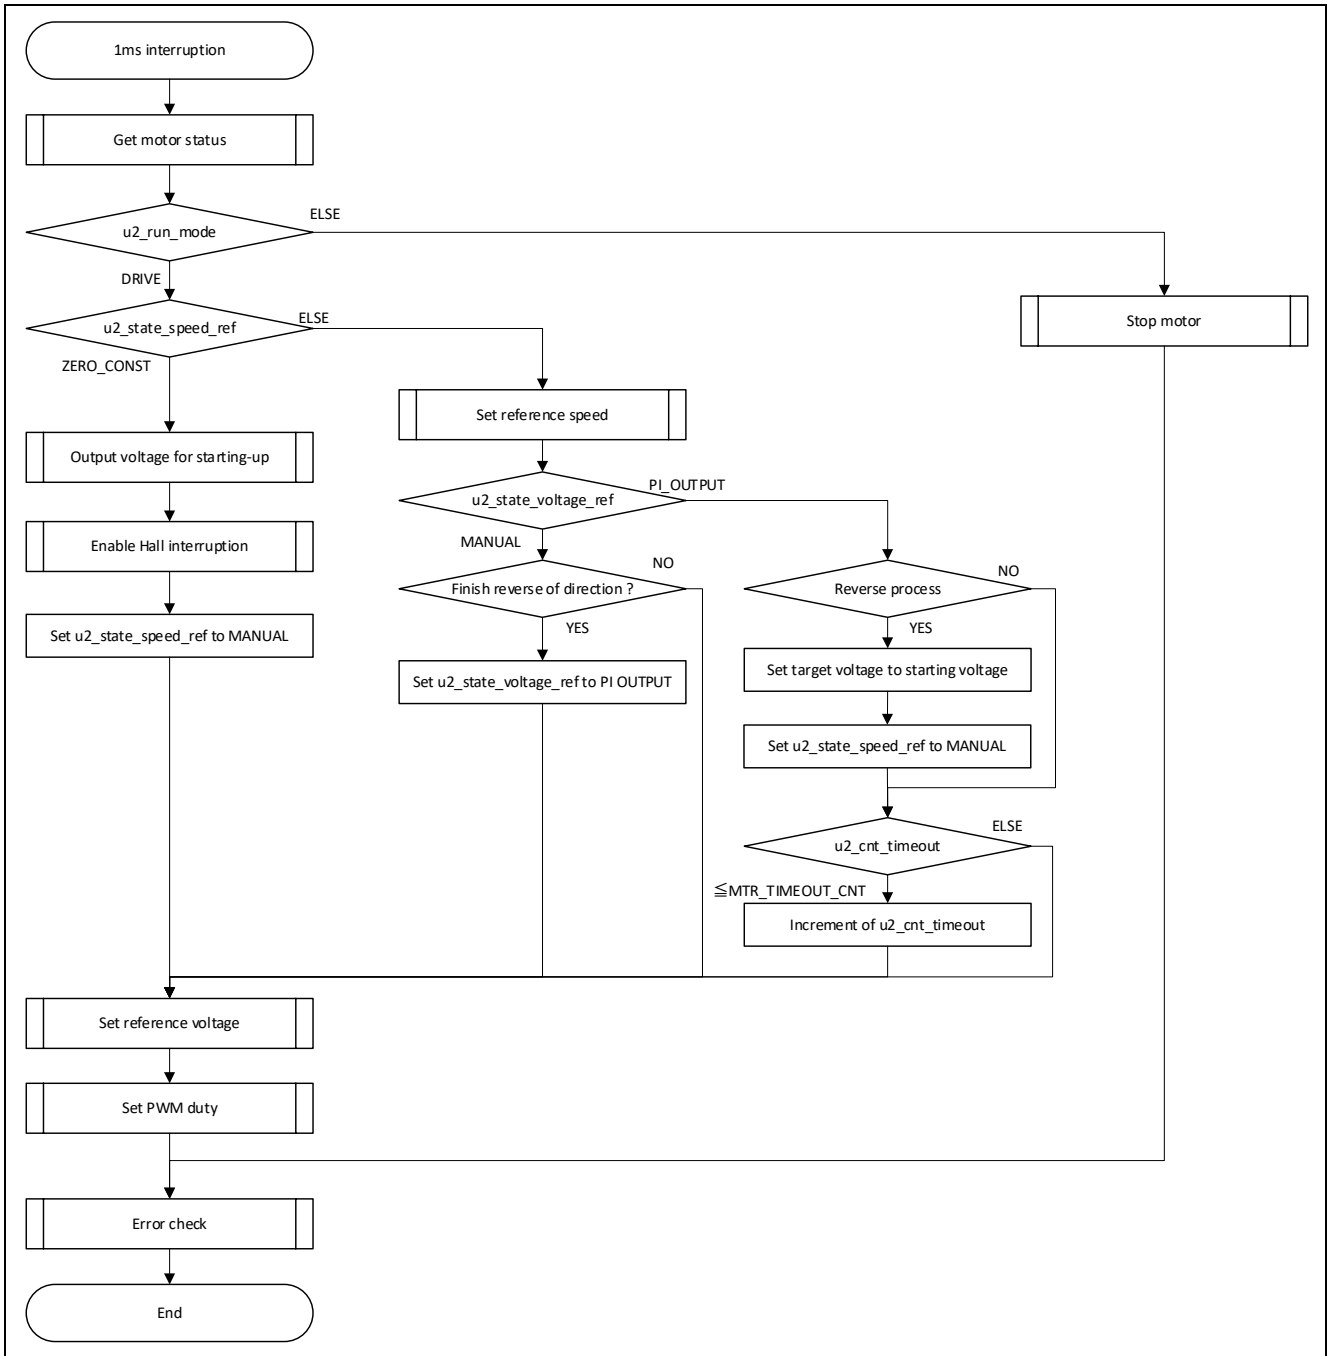 1ms interruption
Get motor status
u2_run_mode
ELSE
DRIVE
u2_state_speed_ref
ELSE
ZERO_CONST
Stop motor
Set reference speed
Output voltage for starting-up
u2_state_voltage_ref
PI_OUTPUT
MANUAL
Enable Hall interruption
Finish reverse of direction ?
NO
YES
Reverse process
NO
YES
Set u2_state_speed_ref to MANUAL
Set u2_state_voltage_ref to PI OUTPUT
Set target voltage to starting voltage
Set u2_state_speed_ref to MANUAL
u2_cnt_timeout
ELSE
≦MTR_TIMEOUT_CNT
Increment of u2_cnt_timeout
Set reference voltage
Set PWM duty
Error check
End